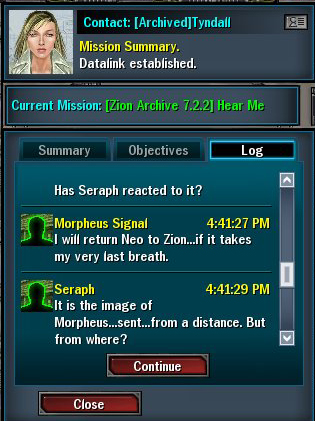 Contact: [Archived]Tyndall
Mission Summary.
Datalink established.
Current Mission: [Zion Archive 7.2.2] Hear Me
Summary Objectives Log
Has Seraph reacted to it?
Morpheus Signal 4:41:27 PM
I will return Neo to Zion...if it takes
my very last breath.
Seraph 4:41:29 PM
It is the image of
Morpheus...sent...from a distance. But
from where?
Continue
Close